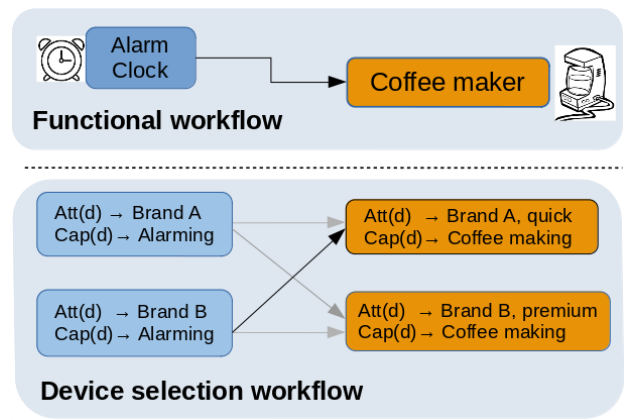 Alarm
Clock
Coffee maker
Functional workflow
Att(d) → Brand A
Cap(d)→ Alarming
Att(d) → Brand A, quick
Cap(d)→ Coffee making
Att(d) → Brand B
Cap(d)→ Alarming
Att(d) → Brand B, premium
Cap(d)→ Coffee making
Device selection workflow